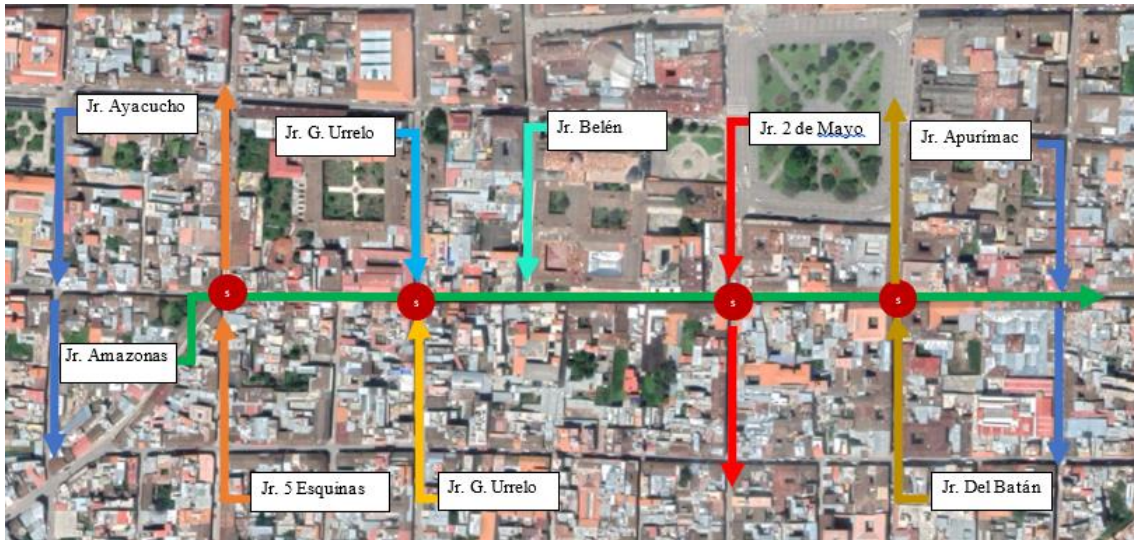 Jr. Ayacucho
Jr. G. Urrelo
Jr. Belén
Jr. 2 de Mayo
Jr. Apurímac
S
S
S
S
Jr. Amazonas
Jr. 5 Esquinas
Jr. G. Urrelo
Jr. Del Batán